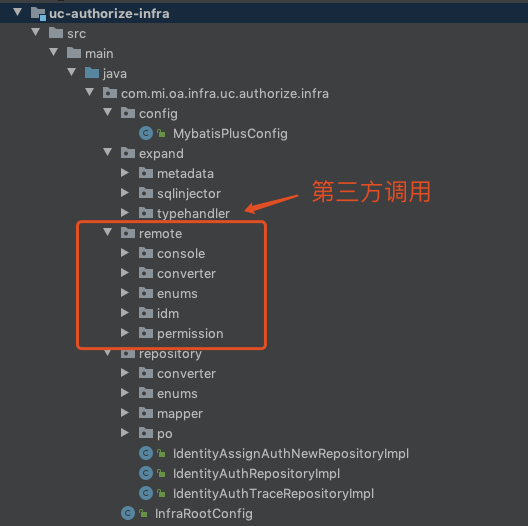 uc-authorize-infra
src
main
java
com.mi.oa.infra.uc.authorize.infra
config
MybatisPlusConfig
expand
metadata
sqlinjector
第三方调用
typehandler
remote
console
converter
enums
idm
permission
repository
converter
enums
mapper
po
IdentityAssignAuthNewRepositoryImpl
IdentityAuthRepositoryImpl
IdentityAuthTraceRepositoryImpl
InfraRootConfig